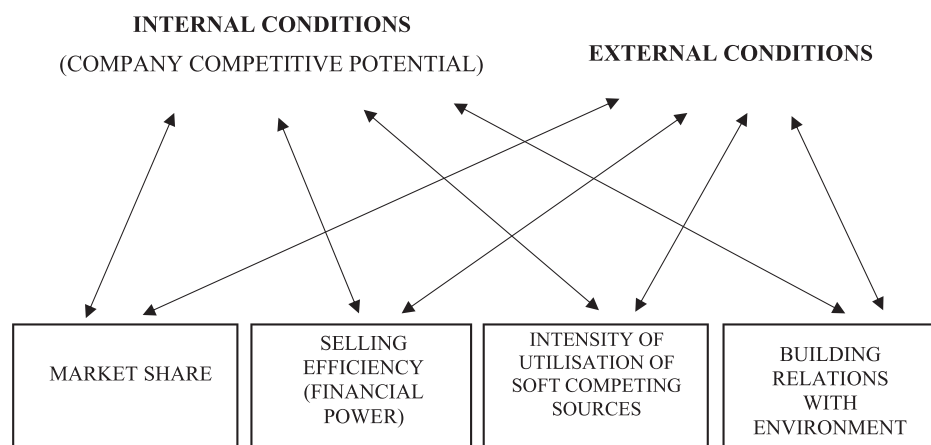 INTERNAL CONDITIONS
(COMPANY COMPETITIVE POTENTIAL)
EXTERNAL CONDITIONS
MARKET SHARE
SELLING
EFFICIENCY
(FINANCIAL
POWER)
INTENSITY OF
UTILISATION OF
SOFT COMPETING
SOURCES
BUILDING
RELATIONS
WITH
ENVIRONMENT